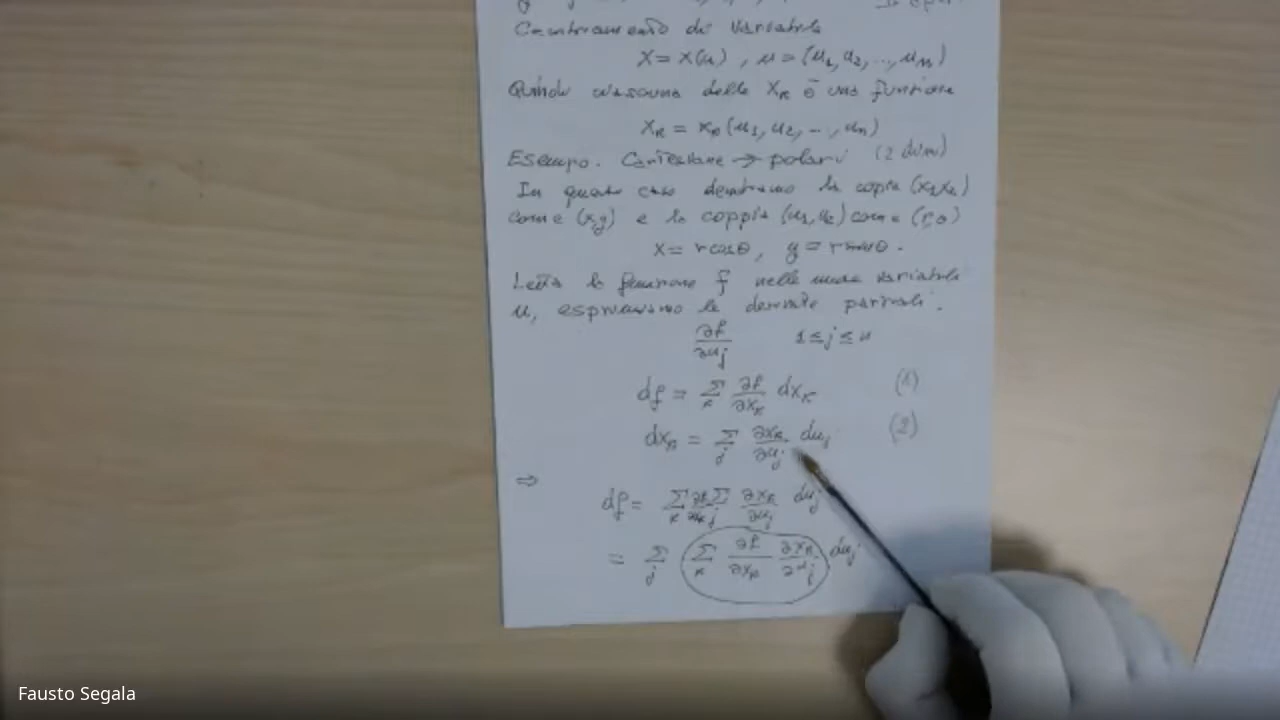 Cambiamento di variabile
X = X(u) , u = (u₁, u₂, ..., uₙ)
Quindi ciascuna delle Xₖ è una funzione
Xₖ = xₖ(u₁, u₂, ..., uₙ)
Esempio. Cartesiane → polari (2 dim)
In questo caso denotiamo la coppia (x₁x₂)
come (x,y) e la coppia (u₁,u₂) come (r,θ)
x = r cosθ , y = r sinθ .
Letta la funzione f nelle nuove variabili
u, esprimiamo le derivate parziali.
∂f/∂uⱼ 1 ≤ j ≤ n
df = Σₖ ∂f/∂xₖ dxₖ (1)
dxₖ = Σⱼ ∂xₖ/∂uⱼ duⱼ (2)
⇒
df = Σₖ ∂f/∂xₖ Σⱼ ∂xₖ/∂uⱼ duⱼ
= Σⱼ Σₖ ∂f/∂xₖ ∂xₖ/∂uⱼ duⱼ
Fausto Segala